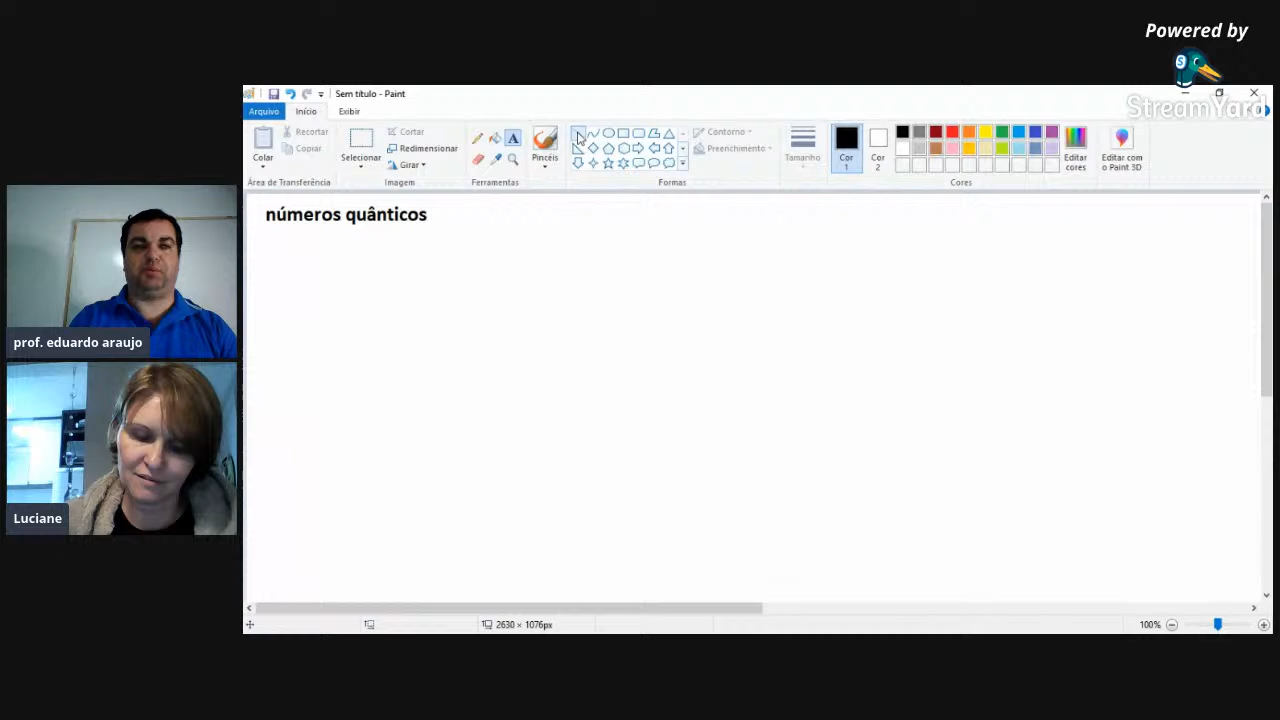 Powered by
StreamYard
Sem título - Paint
Arquivo
Início
Exibir
Colar
Recortar
Copiar
Área de Transferência
Selecionar
Cortar
Redimensionar
Girar
Imagem
A
Ferramentas
Pincéis
Contorno
Preenchimento
Formas
Tamanho
Cor
1
Cor
2
Editar
cores
Cores
Editar com
o Paint 3D
números quânticos
prof. eduardo araujo
Luciane
2630 × 1076px
100%